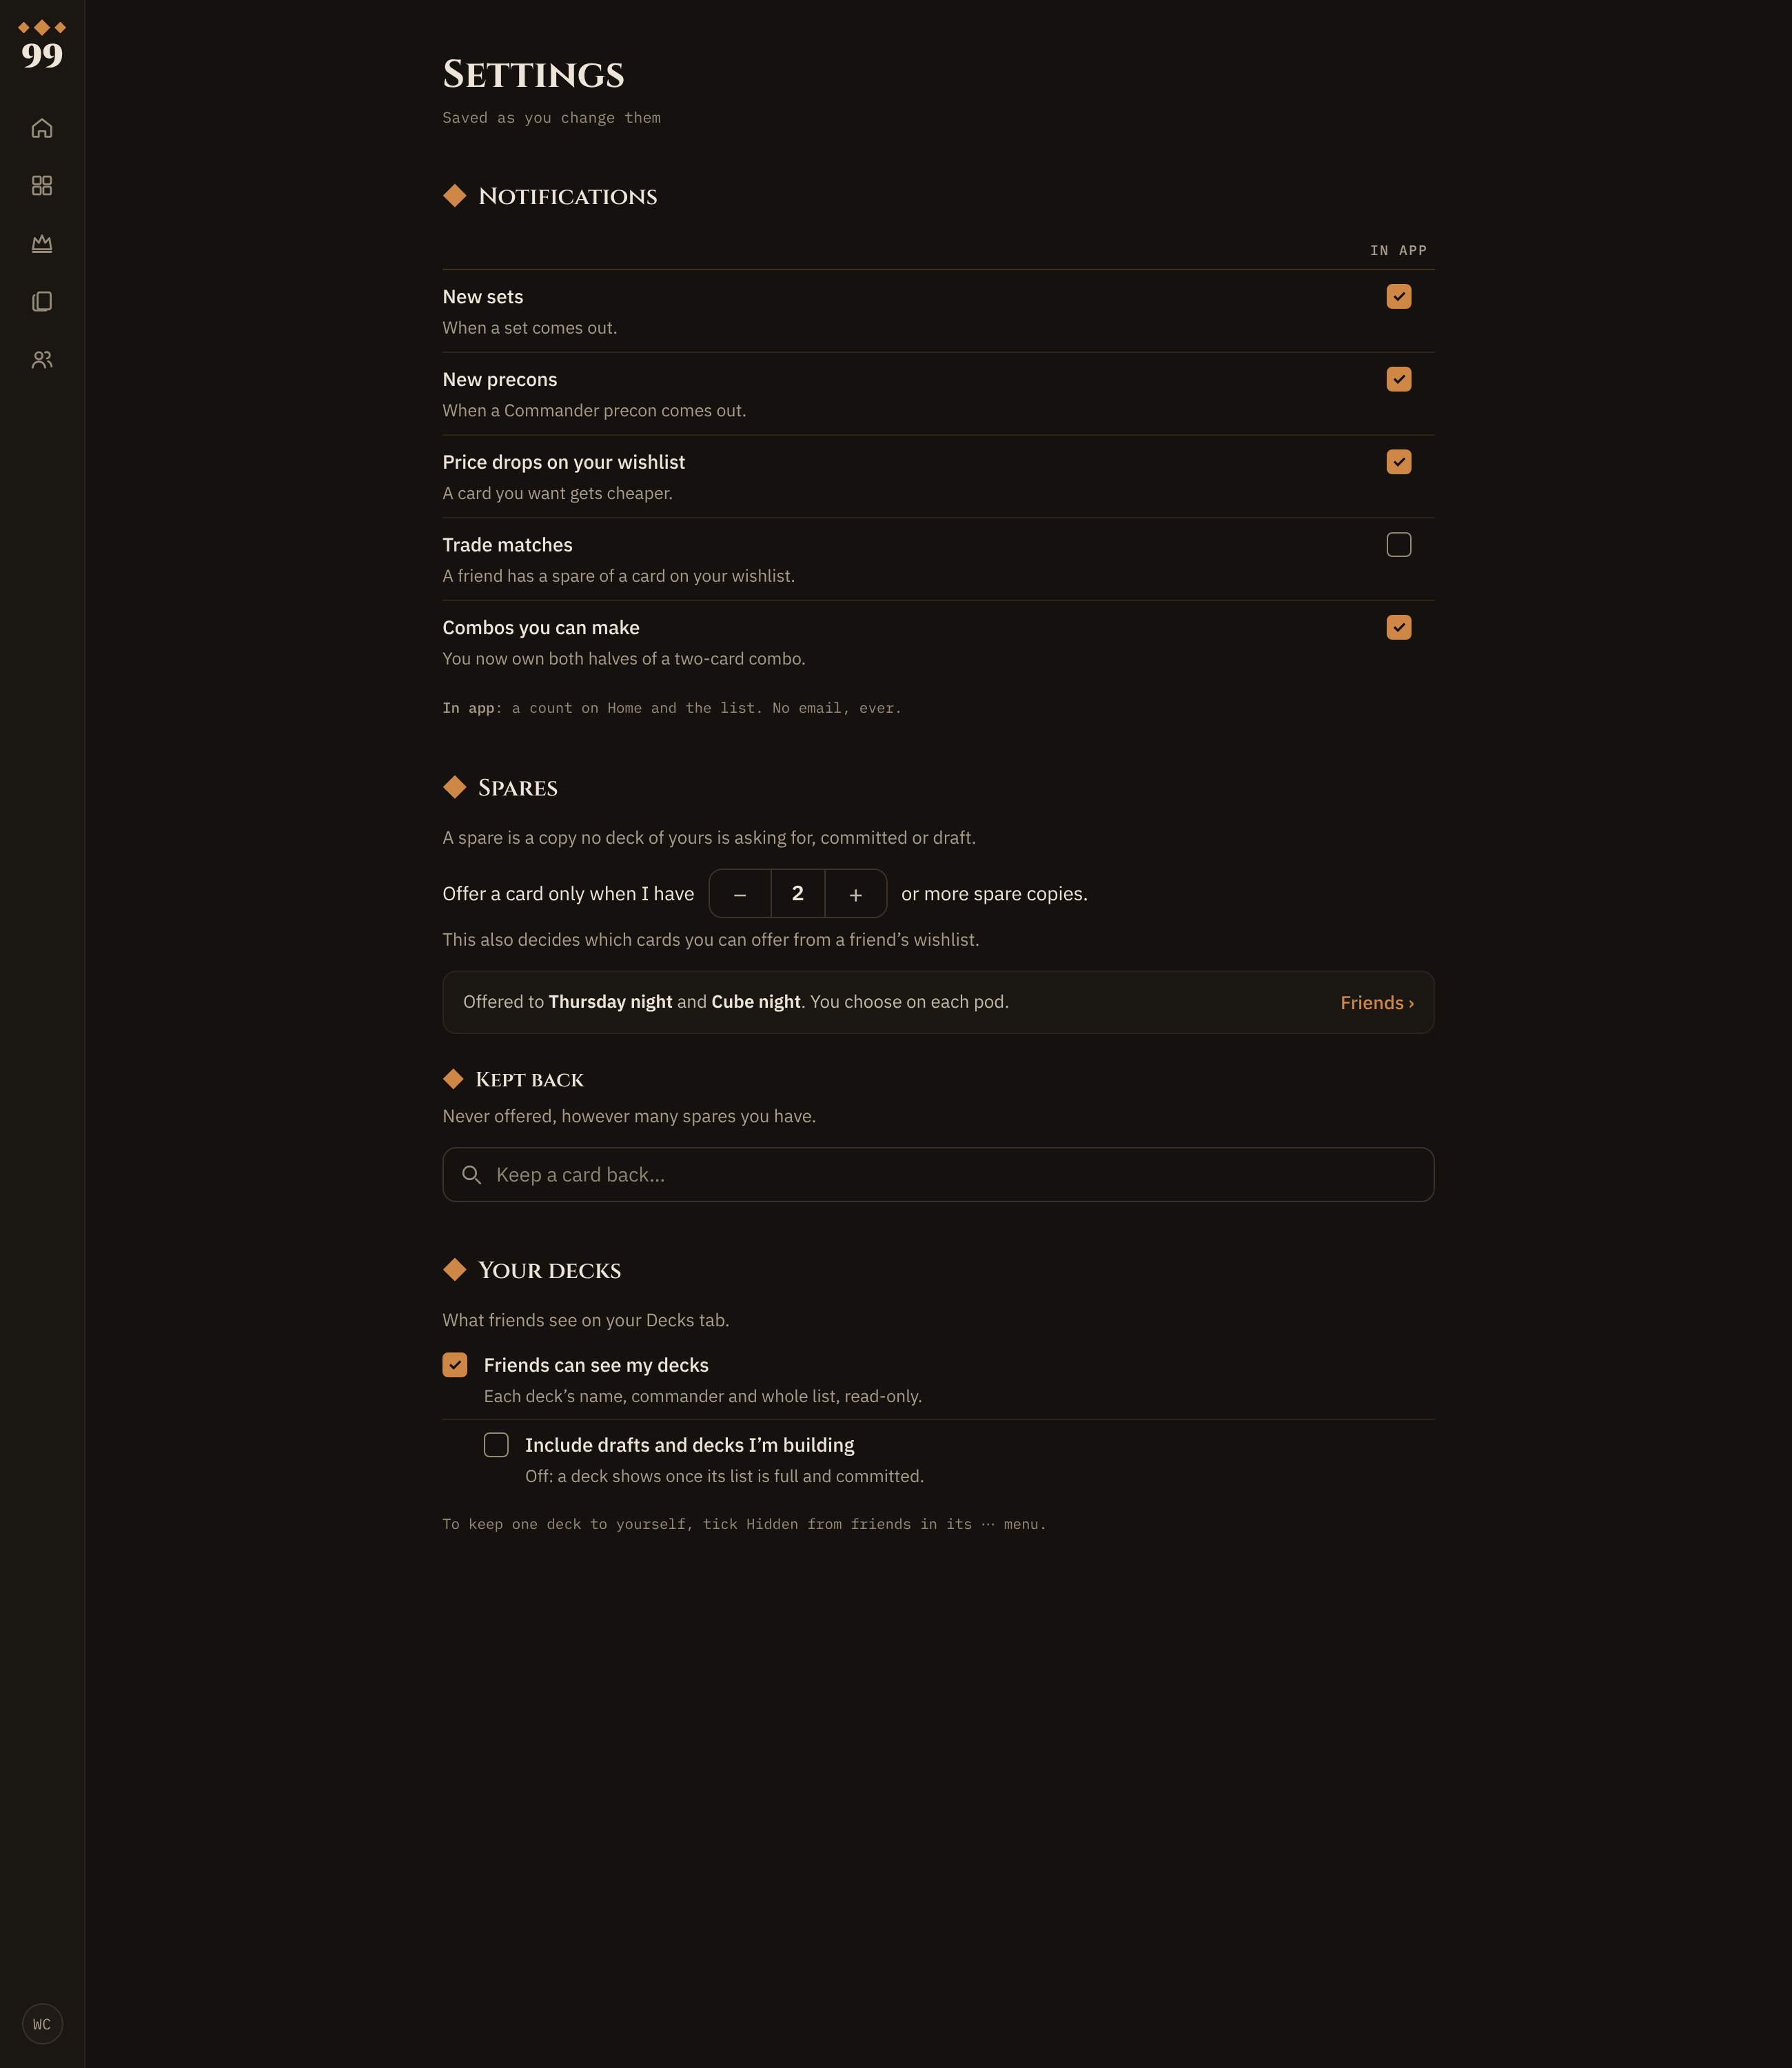 99
Settings
Saved as you change them
Notifications
IN APP
New sets
When a set comes out.
New precons
When a Commander precon comes out.
Price drops on your wishlist
A card you want gets cheaper.
Trade matches
A friend has a spare of a card on your wishlist.
Combos you can make
You now own both halves of a two-card combo.
In app: a count on Home and the list. No email, ever.
Spares
A spare is a copy no deck of yours is asking for, committed or draft.
Offer a card only when I have − 2 + or more spare copies.
This also decides which cards you can offer from a friend’s wishlist.
Offered to Thursday night and Cube night. You choose on each pod. Friends ›
Kept back
Never offered, however many spares you have.
Keep a card back…
Your decks
What friends see on your Decks tab.
Friends can see my decks
Each deck’s name, commander and whole list, read-only.
Include drafts and decks I’m building
Off: a deck shows once its list is full and committed.
To keep one deck to yourself, tick Hidden from friends in its ⋯ menu.
WC